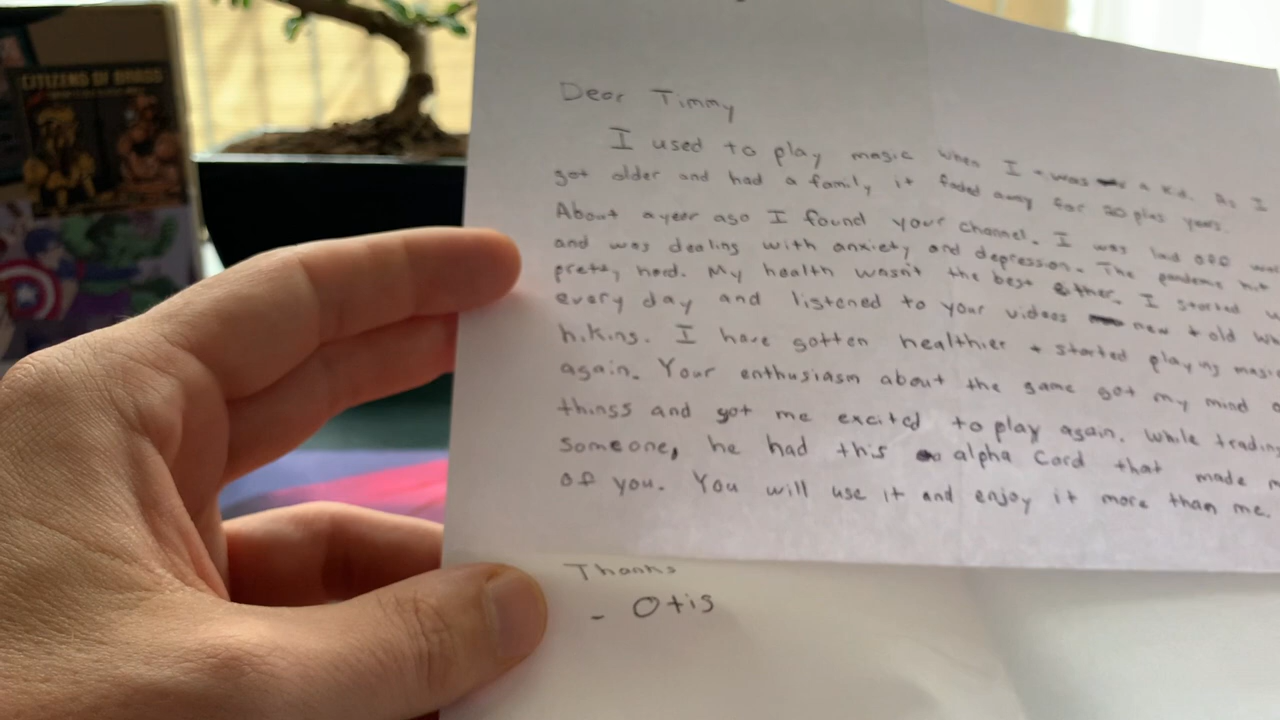 CITIZENS OF BRASS
Dear Timmy
I used to play magic when I was a kid. As I
got older and had a family it faded away for 20 plus years.
About a year ago I found your channel. I was laid off
and was dealing with anxiety and depression. The pandemic hit
pretty hard. My health wasn't the best either. I started
every day and listened to your videos new + old
hiking. I have gotten healthier + started playing magic
again. Your enthusiasm about the game got my mind
things and got me excited to play again. While trading
someone, he had this alpha card that made
of you. You will use it and enjoy it more than me.
Thanks
- Otis